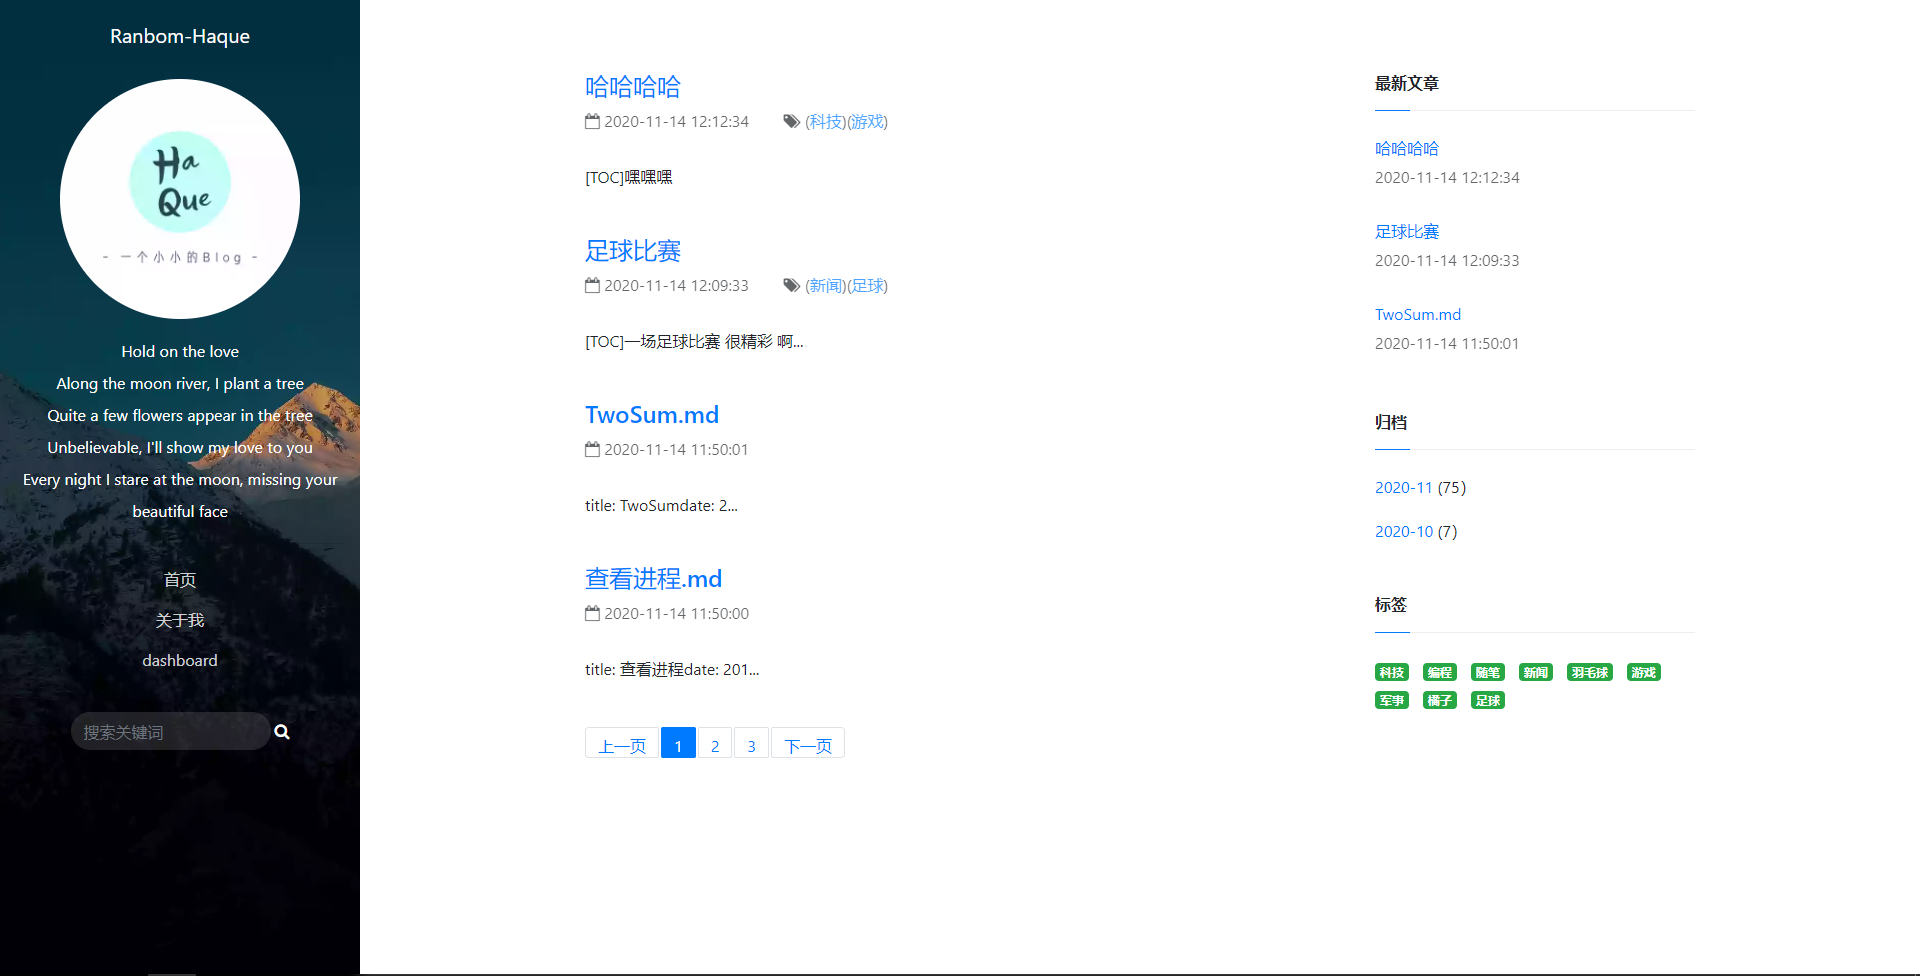 Ranbom-Haque
Ha
Que
- 一个小小的Blog -
Hold on the love
Along the moon river, I plant a tree
Quite a few flowers appear in the tree
Unbelievable, I'll show my love to you
Every night I stare at the moon, missing your
beautiful face
首页
关于我
dashboard
搜索关键词
哈哈哈哈
2020-11-14 12:12:34 (科技)(游戏)
[TOC]嘿嘿嘿
足球比赛
2020-11-14 12:09:33 (新闻)(足球)
[TOC]一场足球比赛 很精彩 啊...
TwoSum.md
2020-11-14 11:50:01
title: TwoSumdate: 2...
查看进程.md
2020-11-14 11:50:00
title: 查看进程date: 201...
上一页 1 2 3 下一页
最新文章
哈哈哈哈
2020-11-14 12:12:34
足球比赛
2020-11-14 12:09:33
TwoSum.md
2020-11-14 11:50:01
归档
2020-11 (75)
2020-10 (7)
标签
科技 编程 随笔 新闻 羽毛球 游戏
军事 橘子 足球